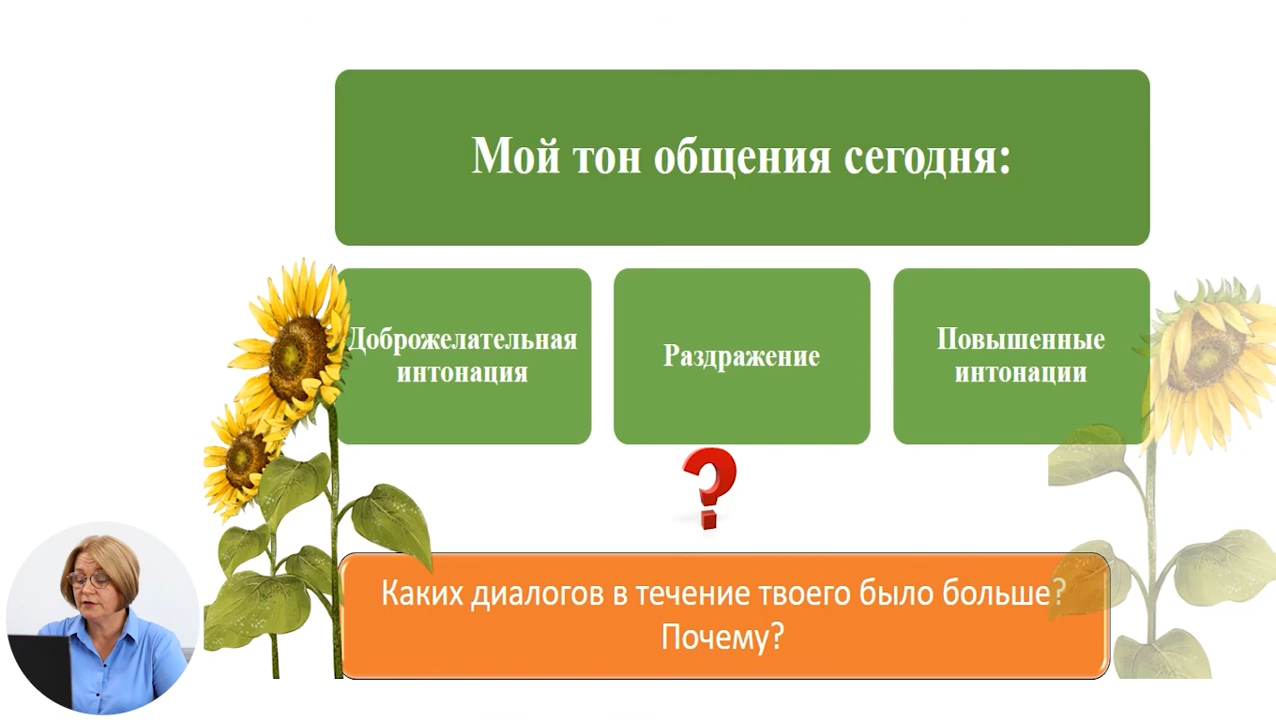 Мой тон общения сегодня:
Доброжелательная
интонация
Раздражение
Повышенные
интонации
?
Каких диалогов в течение твоего было больше?
Почему?